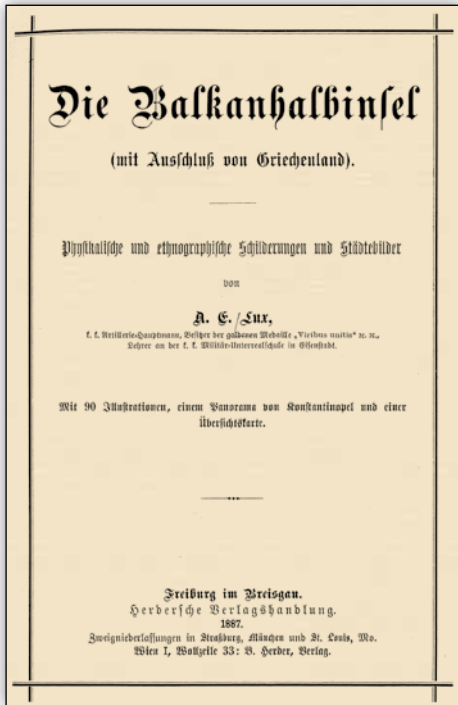 Die Balkanhalbinſel
(mit Ausſchluß von Griechenland).
Phyſikaliſche und ethnographiſche Schilderungen und Städtebilder
von
A. E. Lux,
k. k. Artillerie-Hauptmann, Beſitzer der goldenen Medaille „Viribus unitis“ ꝛc. ꝛc.,
Lehrer an der k. k. Militär-Unterrealſchule in Eiſenſtadt.
Mit 90 Illuſtrationen, einem Panorama von Konſtantinopel und einer
Überſichtskarte.
Freiburg im Breisgau.
Herderſche Verlagshandlung.
1887.
Zweigniederlaſſungen in Straßburg, München und St. Louis, Mo.
Wien I, Wollzeile 33: B. Herder, Verlag.